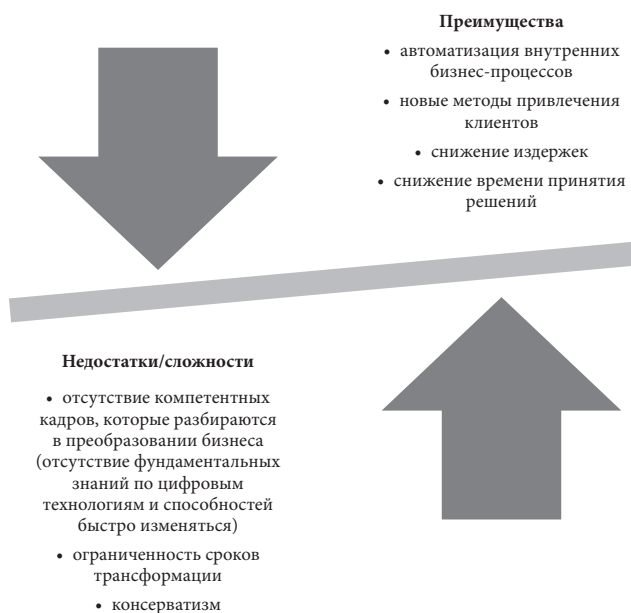 Преимущества
• автоматизация внутренних
бизнес-процессов
• новые методы привлечения
клиентов
• снижение издержек
• снижение времени принятия
решений
Недостатки/сложности
• отсутствие компетентных
кадров, которые разбираются
в преобразовании бизнеса
(отсутствие фундаментальных
знаний по цифровым
технологиям и способностей
быстро изменяться)
• ограниченность сроков
трансформации
• консерватизм